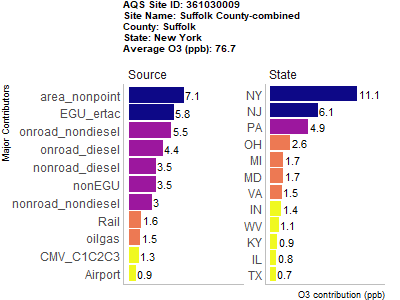 AQS Site ID: 361030009
Site Name: Suffolk County-combined
County: Suffolk
State: New York
Average O3 (ppb): 76.7
Major Contributors
Source
area_nonpoint 7.1
EGU_ertac 5.8
onroad_nondiesel 5.5
onroad_diesel 4.4
nonroad_diesel 3.5
nonEGU 3.5
nonroad_nondiesel 3
Rail 1.6
oilgas 1.5
CMV_C1C2C3 1.3
Airport 0.9
State
NY 11.1
NJ 6.1
PA 4.9
OH 2.6
MI 1.7
MD 1.7
VA 1.5
IN 1.4
WV 1.1
KY 0.9
IL 0.8
TX 0.7
O3 contribution (ppb)